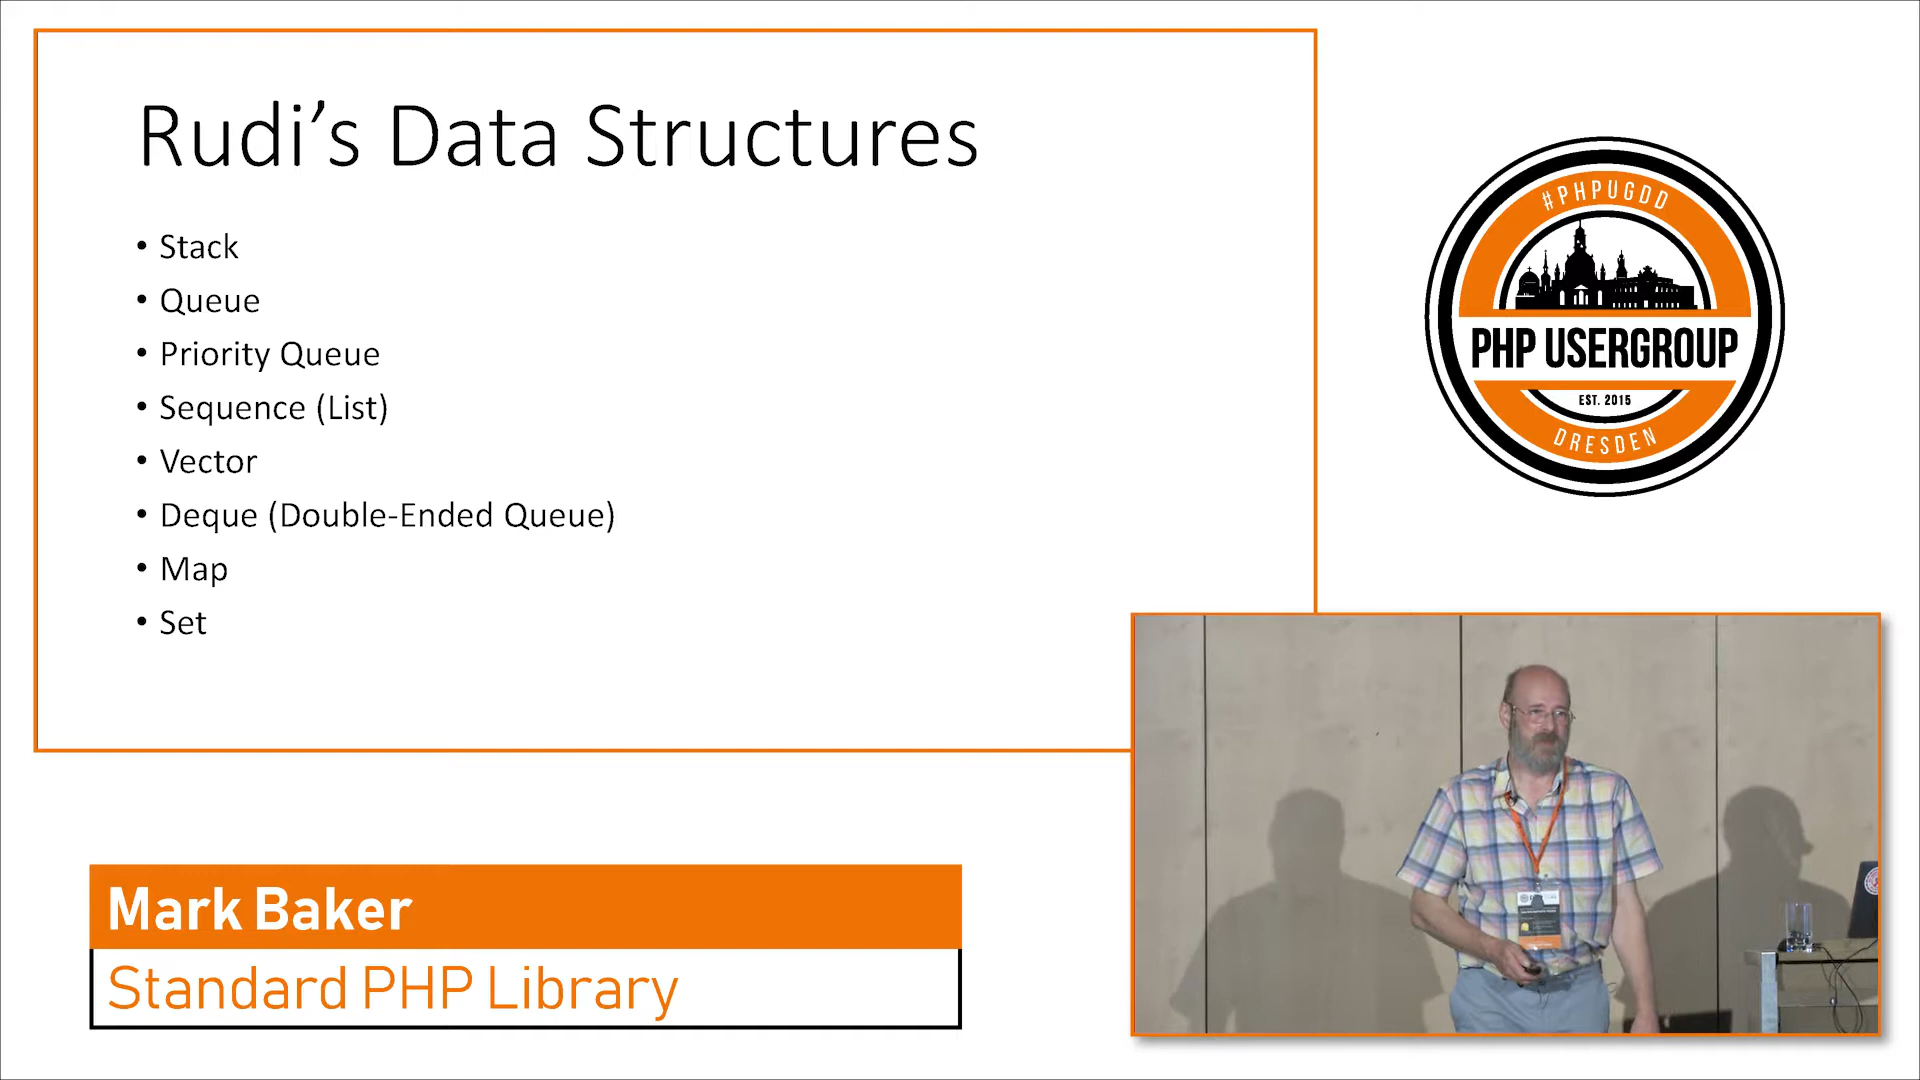 Rudi’s Data Structures
• Stack
• Queue
• Priority Queue
• Sequence (List)
• Vector
• Deque (Double-Ended Queue)
• Map
• Set
#PHPUGDD
PHP USERGROUP
EST. 2015
DRESDEN
Mark Baker
Standard PHP Library